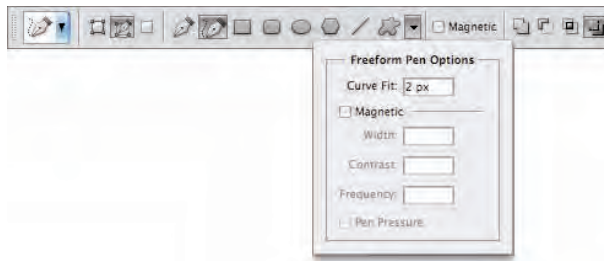 Magnetic
Freeform Pen Options
Curve Fit: 2 px
Magnetic
Width:
Contrast:
Frequency:
Pen Pressure